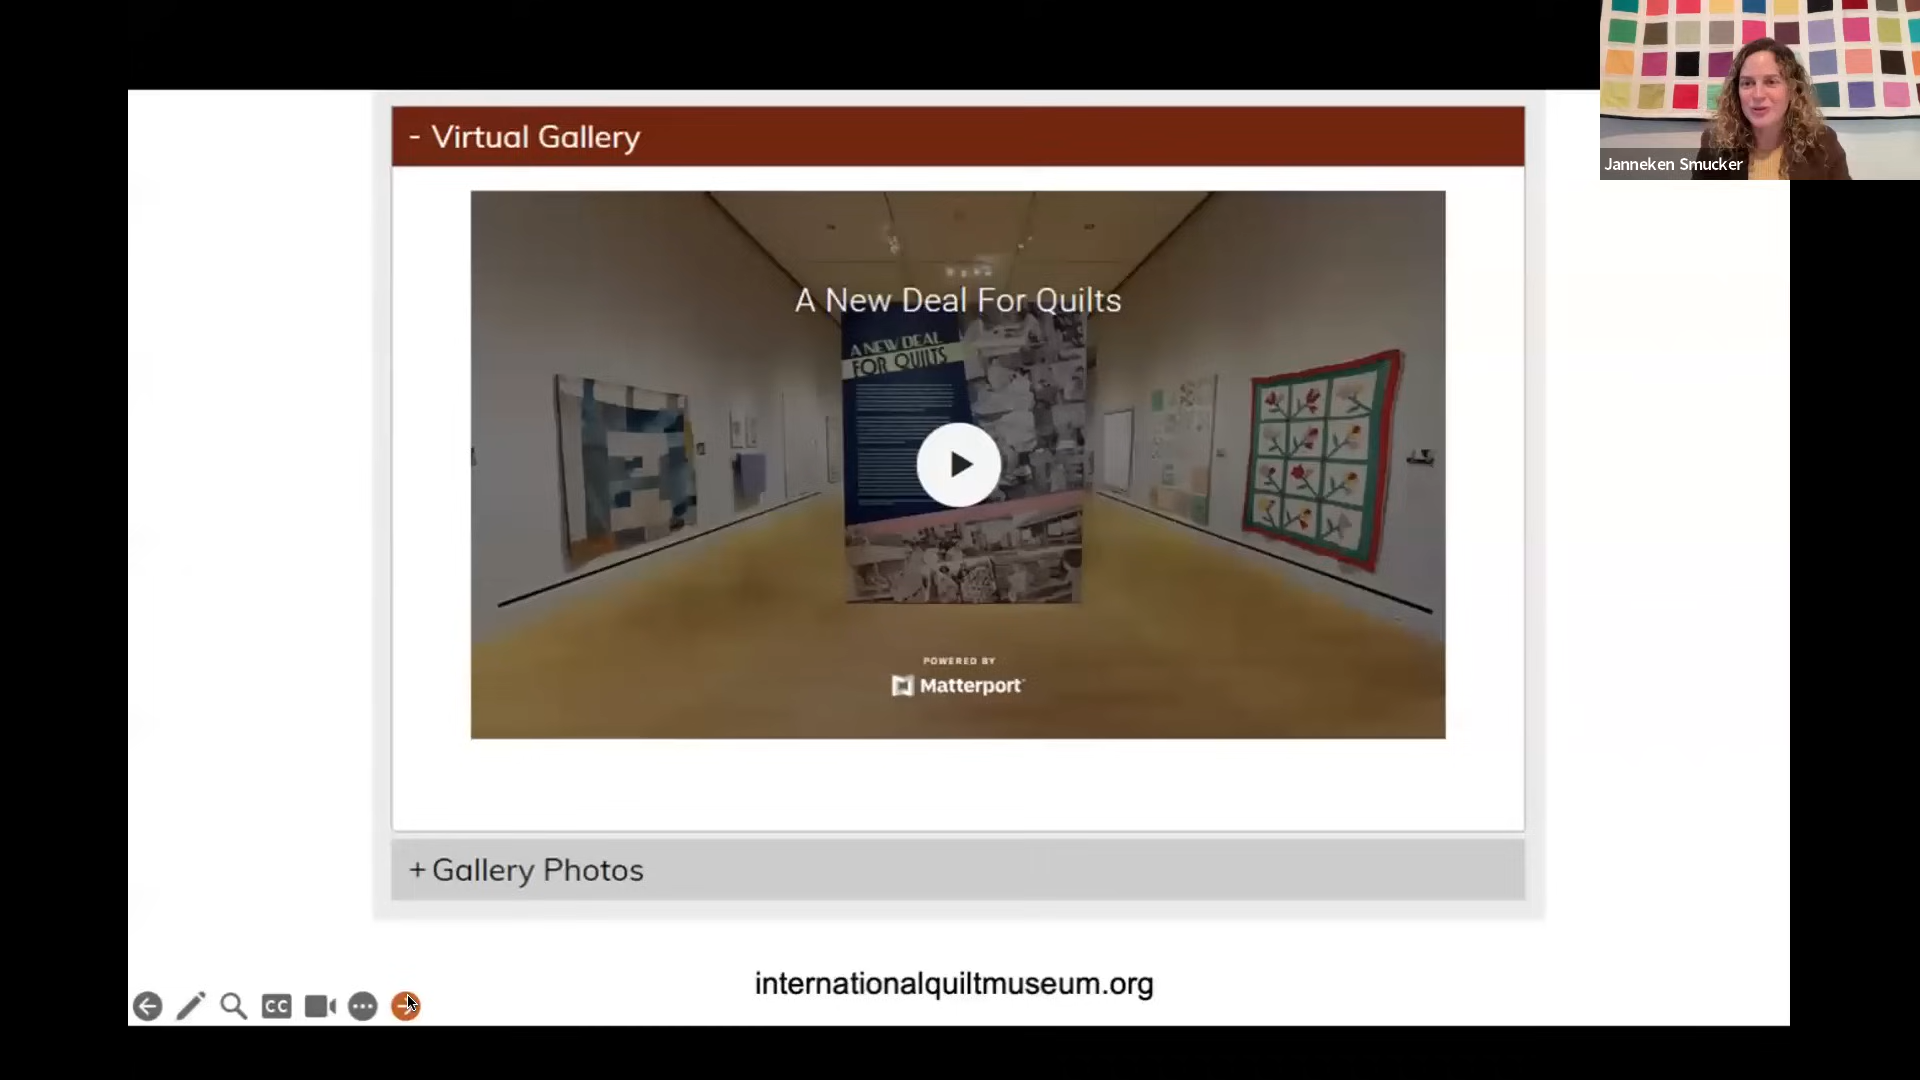 - Virtual Gallery
Janneken Smucker
A New Deal For Quilts
A NEW DEAL
FOR QUILTS
POWERED BY
Matterport
+ Gallery Photos
internationalquiltmuseum.org
CC